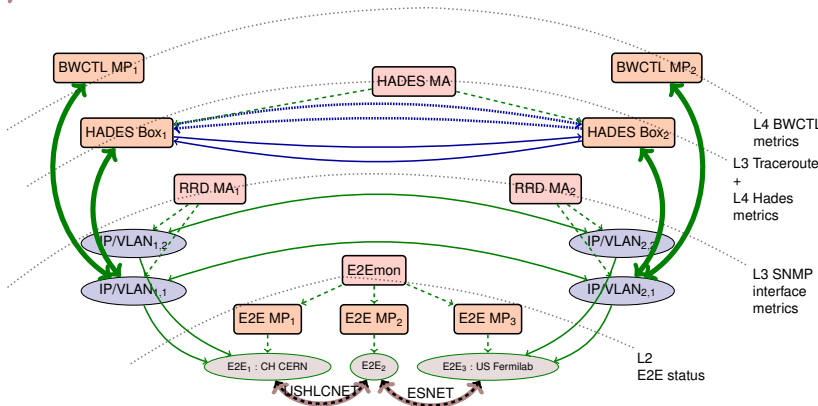 BWCTL MP1
BWCTL MP2
HADES MA
HADES Box1
HADES Box2
L4 BWCTL
metrics
L3 Traceroute
+
L4 Hades
metrics
RRD MA1
RRD MA2
IP/VLAN1,2
IP/VLAN2,2
IP/VLAN1,1
IP/VLAN2,1
L3 SNMP
interface
metrics
E2Emon
E2E MP1
E2E MP2
E2E MP3
L2
E2E status
E2E1 : CH CERN
E2E2
E2E3 : US Fermilab
USHLCNET
ESNET